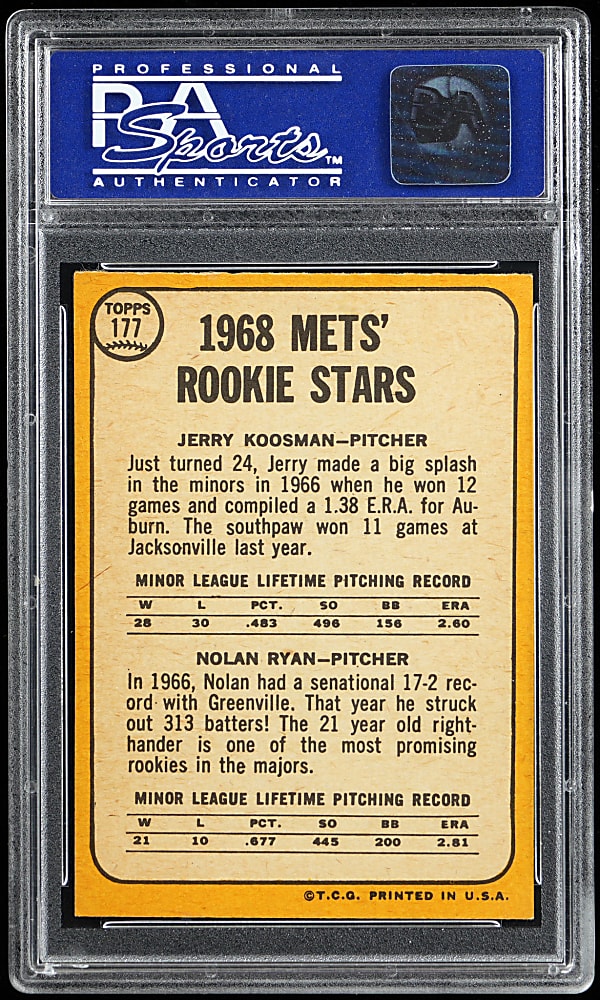 PROFESSIONAL
PSA
Sports™
AUTHENTICATOR
PSA
TOPPS
177
1968 METS'
ROOKIE STARS
JERRY KOOSMAN—PITCHER
Just turned 24, Jerry made a big splash
in the minors in 1966 when he won 12
games and compiled a 1.38 E.R.A. for Au-
burn. The southpaw won 11 games at
Jacksonville last year.
MINOR LEAGUE LIFETIME PITCHING RECORD
W L PCT. SO BB ERA
28 30 .483 496 156 2.60
NOLAN RYAN—PITCHER
In 1966, Nolan had a senational 17-2 rec-
ord with Greenville. That year he struck
out 313 batters! The 21 year old right-
hander is one of the most promising
rookies in the majors.
MINOR LEAGUE LIFETIME PITCHING RECORD
W L PCT. SO BB ERA
21 10 .677 445 200 2.81
©T.C.G. PRINTED IN U.S.A.